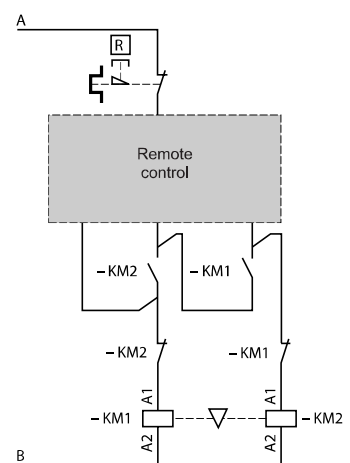 A
R
Remote
control
– KM2
– KM1
– KM2
– KM1
A1
A1
– KM1
– KM2
A2
A2
B